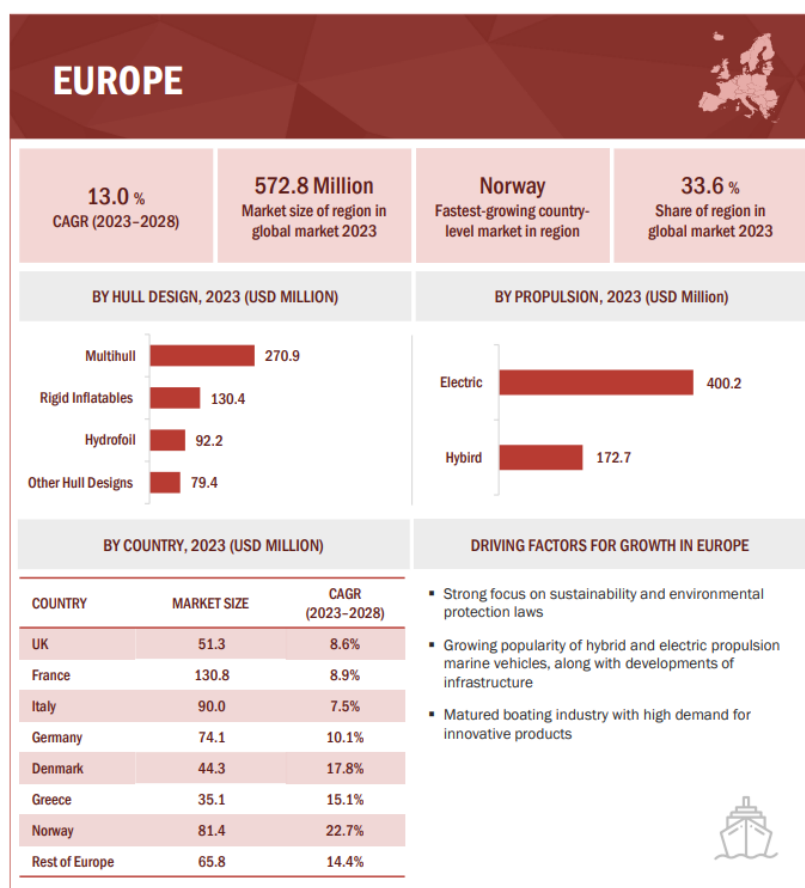 EUROPE
13.0 %
CAGR (2023–2028)
572.8 Million
Market size of region in
global market 2023
Norway
Fastest-growing country-
level market in region
33.6 %
Share of region in
global market 2023
BY HULL DESIGN, 2023 (USD MILLION)
Multihull 270.9
Rigid Inflatables 130.4
Hydrofoil 92.2
Other Hull Designs 79.4
BY PROPULSION, 2023 (USD Million)
Electric 400.2
Hybird 172.7
BY COUNTRY, 2023 (USD MILLION)
COUNTRY MARKET SIZE CAGR
(2023–2028)
UK 51.3 8.6%
France 130.8 8.9%
Italy 90.0 7.5%
Germany 74.1 10.1%
Denmark 44.3 17.8%
Greece 35.1 15.1%
Norway 81.4 22.7%
Rest of Europe 65.8 14.4%
DRIVING FACTORS FOR GROWTH IN EUROPE
▪ Strong focus on sustainability and environmental
protection laws
▪ Growing popularity of hybrid and electric propulsion
marine vehicles, along with developments of
infrastructure
▪ Matured boating industry with high demand for
innovative products